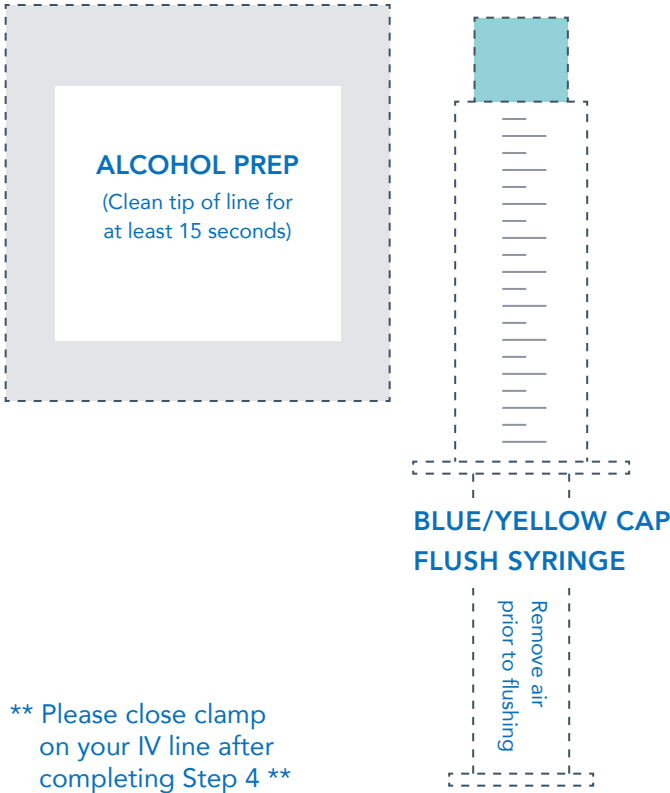 ALCOHOL PREP
(Clean tip of line for
at least 15 seconds)
BLUE/YELLOW CAP
FLUSH SYRINGE
Remove air
prior to flushing
** Please close clamp
on your IV line after
completing Step 4 **